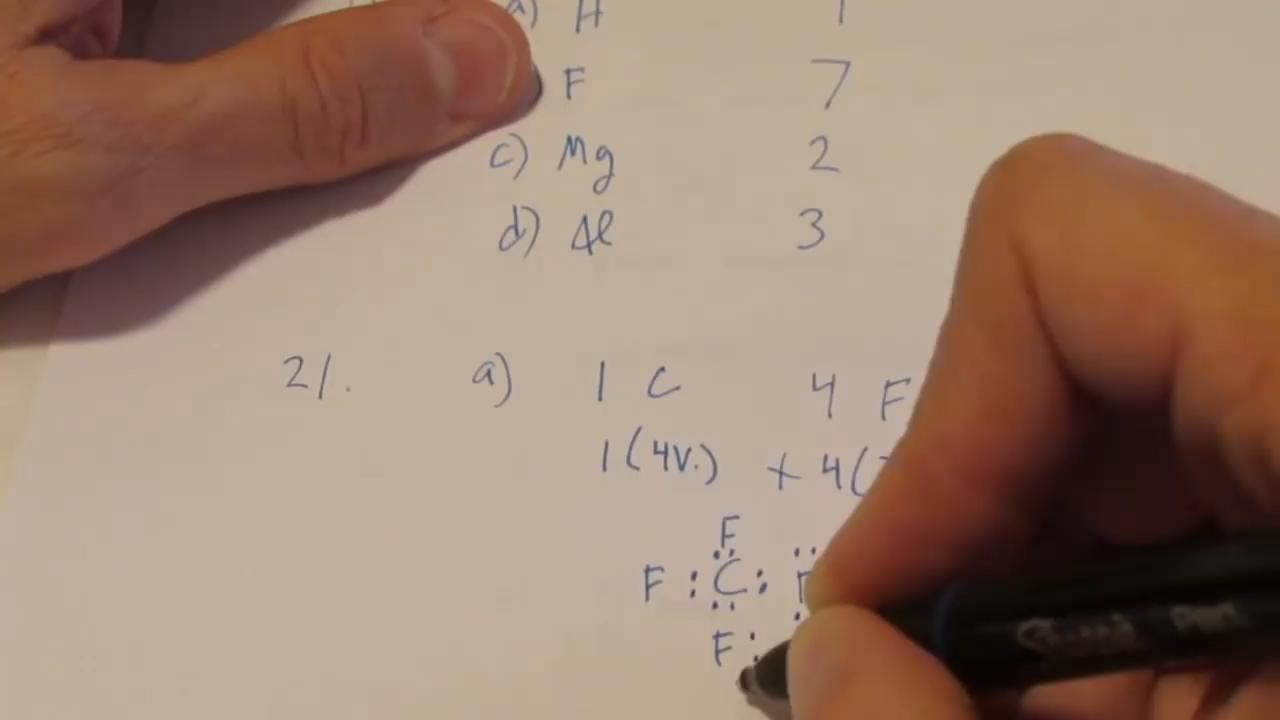 a) H 1
F 7
c) Mg 2
d) Al 3
21. a) 1 C 4 F
1(4v.) + 4(
F
F : C : F
F :